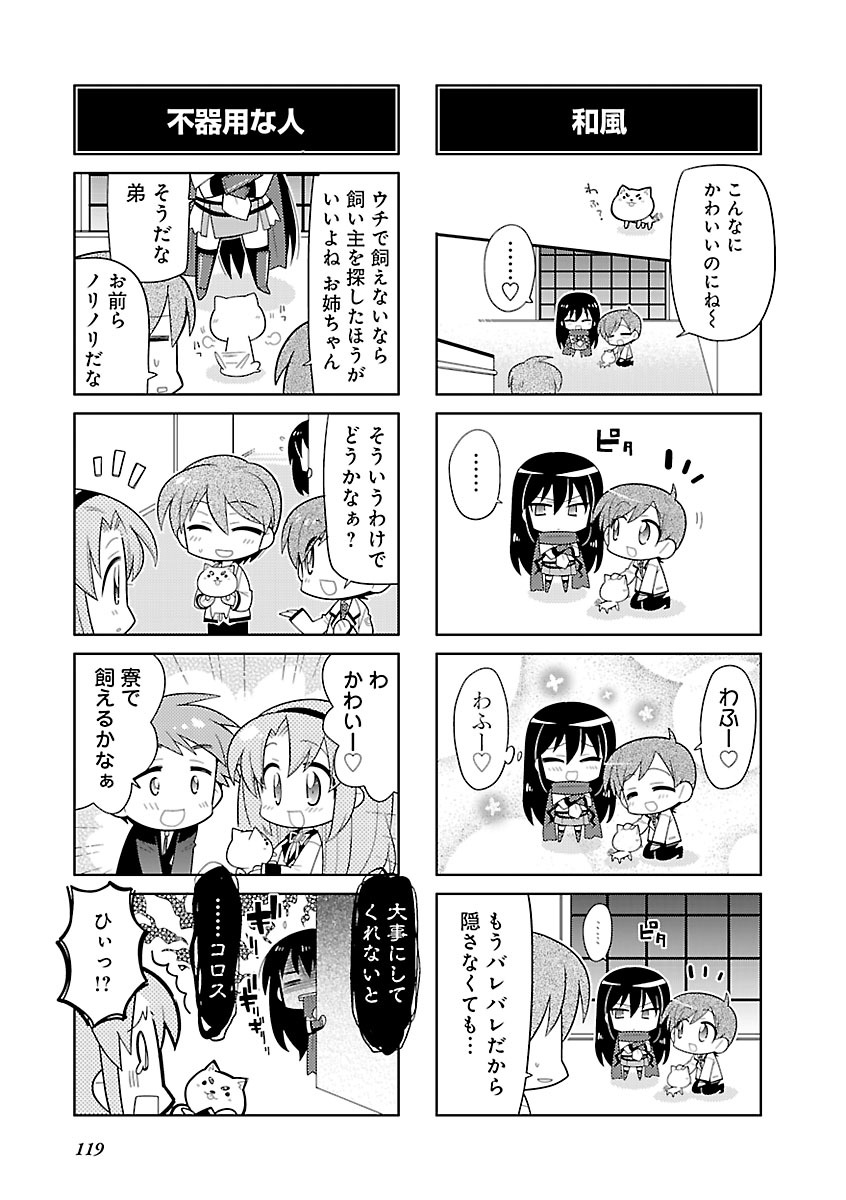 和風
こんなに
かわいいのにね～
わふ?
……♡
ピタ
……
わふー♡
わふー♡
……
ピタ
もうバレバレだから
隠さなくても…
不器用な人
ウチで飼えないなら
飼い主を探したほうが
いいよね お姉ちゃん
そうだな
弟
お前ら
ノリノリだな
そういうわけで
どうかなぁ?
わ
かわいー♡
寮で
飼えるかなぁ
大事にして
くれないと
……コロス
ギギギギ
ひぃっ!?
119